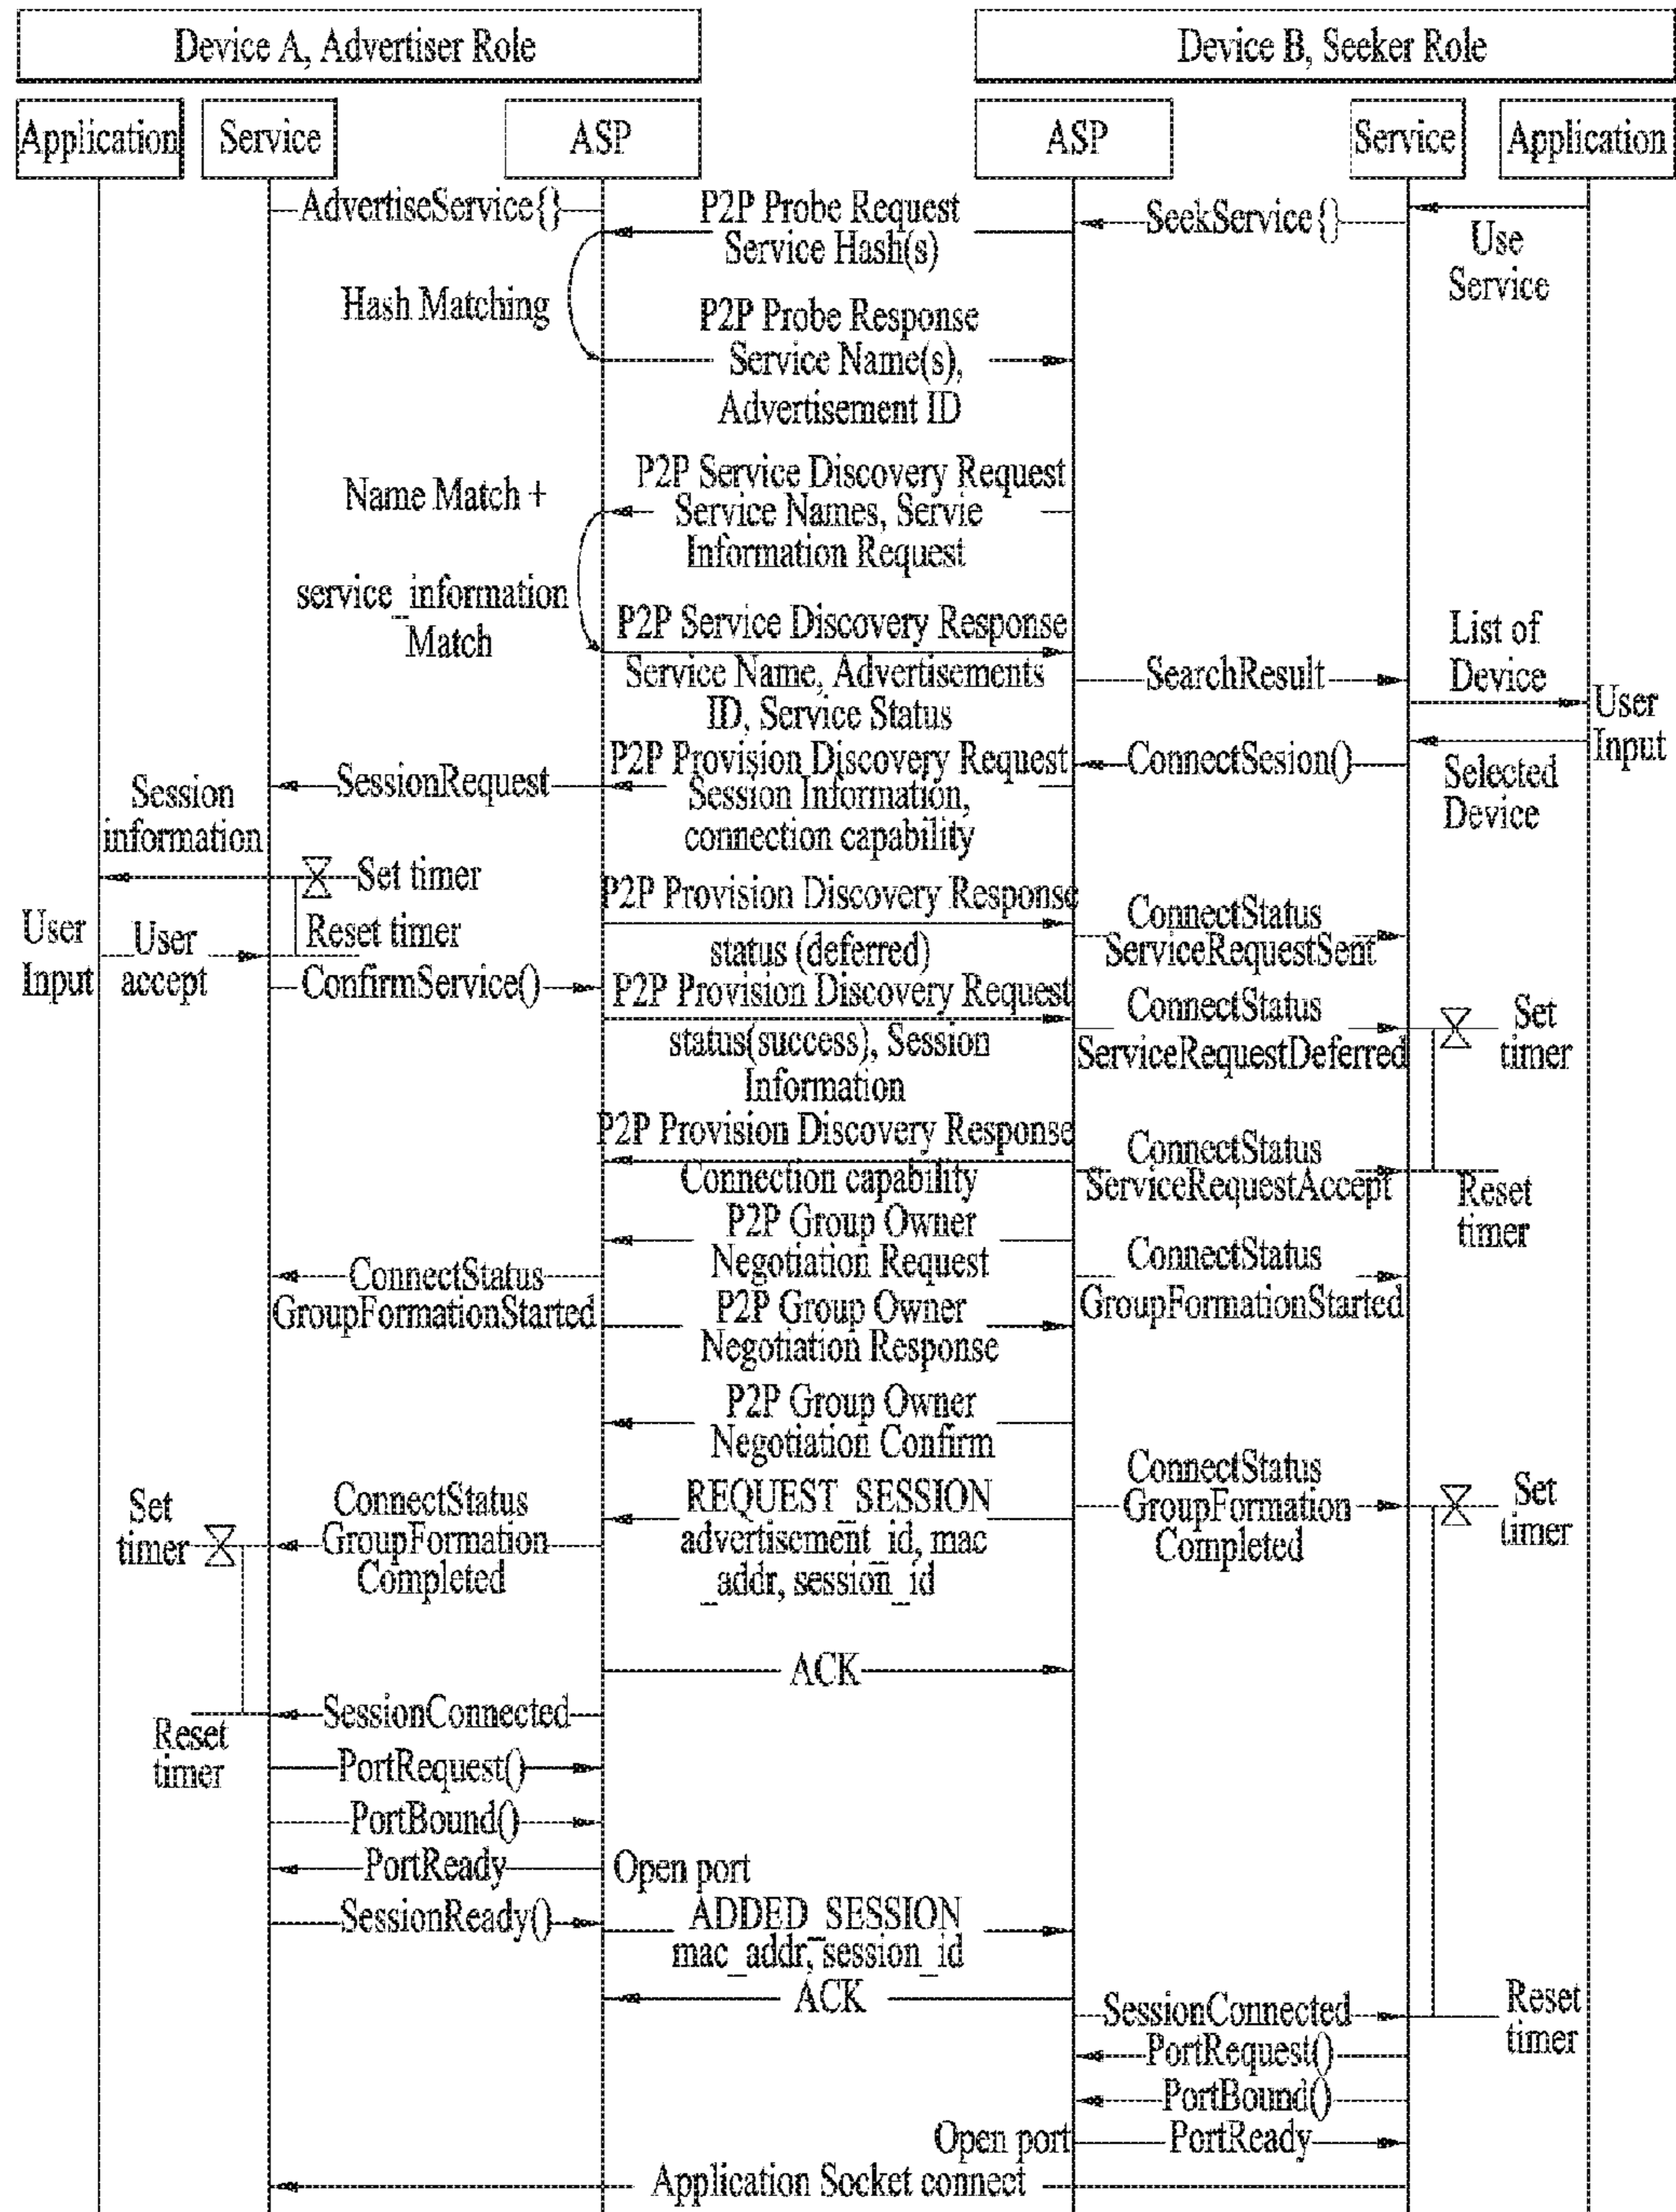 Device A, Advertiser Role
Device B, Seeker Role
Application
Service
ASP
ASP
Service
Application
AdvertiseService{}
P2P Probe Request
Service Hash(s)
SeekService{}
Use
Service
Hash Matching
P2P Probe Response
Service Name(s),
Advertisement ID
Name Match +
P2P Service Discovery Request
Service Names, Servie
Information Request
service_information
Match
P2P Service Discovery Response
Service Name, Advertisements
ID, Service Status
SearchResult
List of
Device
User
Input
P2P Provision Discovery Request
Session Information,
connection capability
ConnectSesion()
Selected
Device
SessionRequest
Session
information
Set timer
P2P Provision Discovery Response
status (deferred)
ConnectStatus
ServiceRequestSent
User
Input
User
accept
Reset timer
ConfirmService()
P2P Provision Discovery Request
status(success), Session
Information
ConnectStatus
ServiceRequestDeferred
Set
timer
P2P Provision Discovery Response
Connection capability
ConnectStatus
ServiceRequestAccept
Reset
timer
P2P Group Owner
Negotiation Request
ConnectStatus
GroupFormationStarted
ConnectStatus
GroupFormationStarted
P2P Group Owner
Negotiation Response
P2P Group Owner
Negotiation Confirm
Set
timer
ConnectStatus
GroupFormation
Completed
REQUEST_SESSION
advertisement_id, mac
_addr, session_id
ConnectStatus
GroupFormation
Completed
Set
timer
ACK
SessionConnected
Reset
timer
PortRequest()
PortBound()
PortReady
Open port
SessionReady()
ADDED_SESSION
mac_addr, session_id
ACK
SessionConnected
Reset
timer
PortRequest()
PortBound()
Open port
PortReady
Application Socket connect